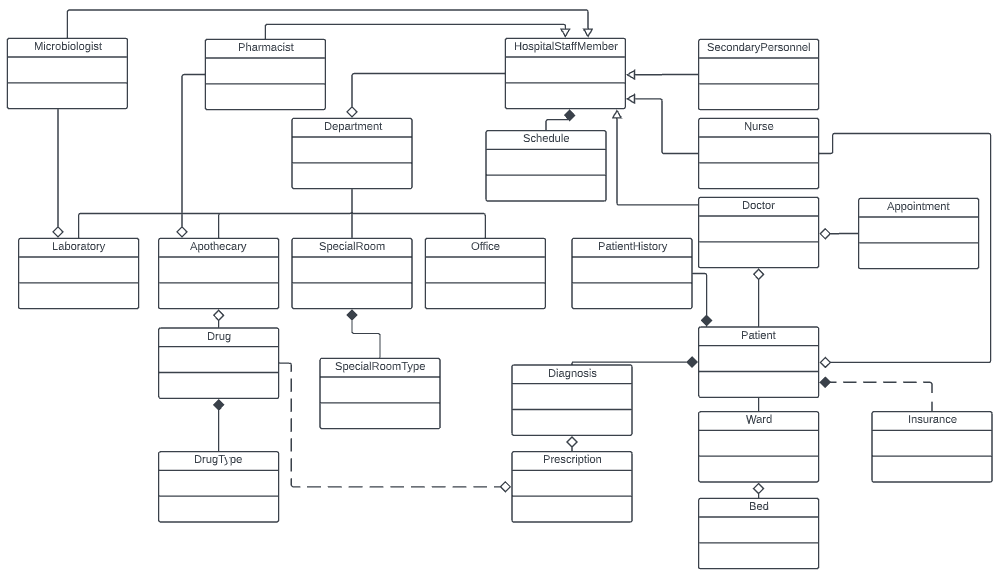 Microbiologist
Pharmacist
HospitalStaffMember
SecondaryPersonnel
Department
Schedule
Nurse
Doctor
Appointment
Laboratory
Apothecary
SpecialRoom
Office
PatientHistory
Drug
Patient
SpecialRoomType
Diagnosis
Ward
Insurance
DrugType
Prescription
Bed